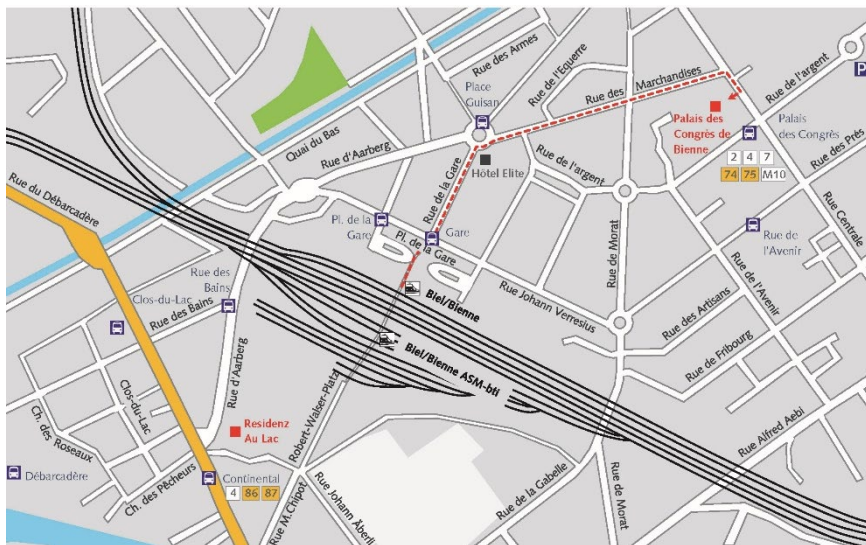 Rue des Armes
Rue de l'Equerre
Place
Guisan
Rue des Marchandises
Rue de l'argent
P
Quai du Bas
Rue d'Aarberg
Palais des
Congrès de
Bienne
Palais
des Congrès
2 4 7
74 75 M10
Rue des Prés
Hôtel Elite
Rue de la Gare
Rue de l'argent
Rue du Débarcadère
Pl. de la
Gare
Gare
Pl. de la Gare
Rue de Morat
Rue Centrale
Rue de
l'Avenir
Rue de l'Avenir
Rue des
Bains
Clos-du-Lac
Rue des Bains
Biel/Bienne
Rue Johann Verresius
Rue des Artisans
Biel/Bienne ASM-bti
Rue de Fribourg
Rue d'Aarberg
Clos-du-Lac
Ch. des Roseaux
Residenz
Au Lac
Robert-Walser-Platz
Rue Alfred Aebi
Débarcadère
Ch. des Pêcheurs
Continental
4 86 87
Rue M.Chipot
Rue Johann Äberli
Rue de la Gabelle
Rue de Morat